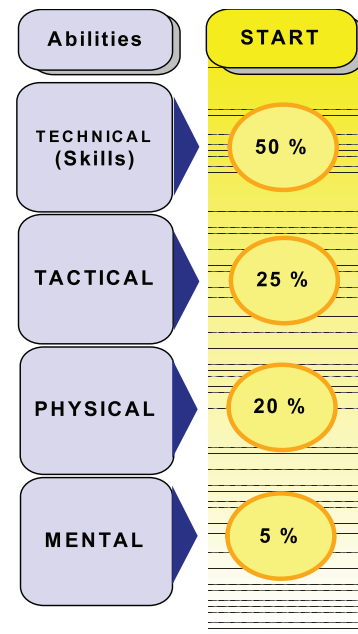 Abilities
START
TECHNICAL
(Skills)
50 %
TACTICAL
25 %
PHYSICAL
20 %
MENTAL
5 %